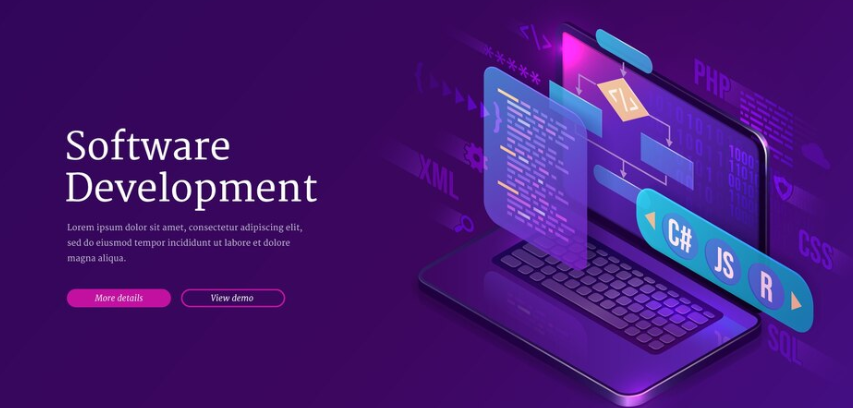 Software
Development
Lorem ipsum dolor sit amet, consectetur adipiscing elit,
sed do eiusmod tempor incididunt ut labore et dolore
magna aliqua.
More details
View demo
</>
*****
PHP
</>
XML
CSS
C#
JS
R
SQL